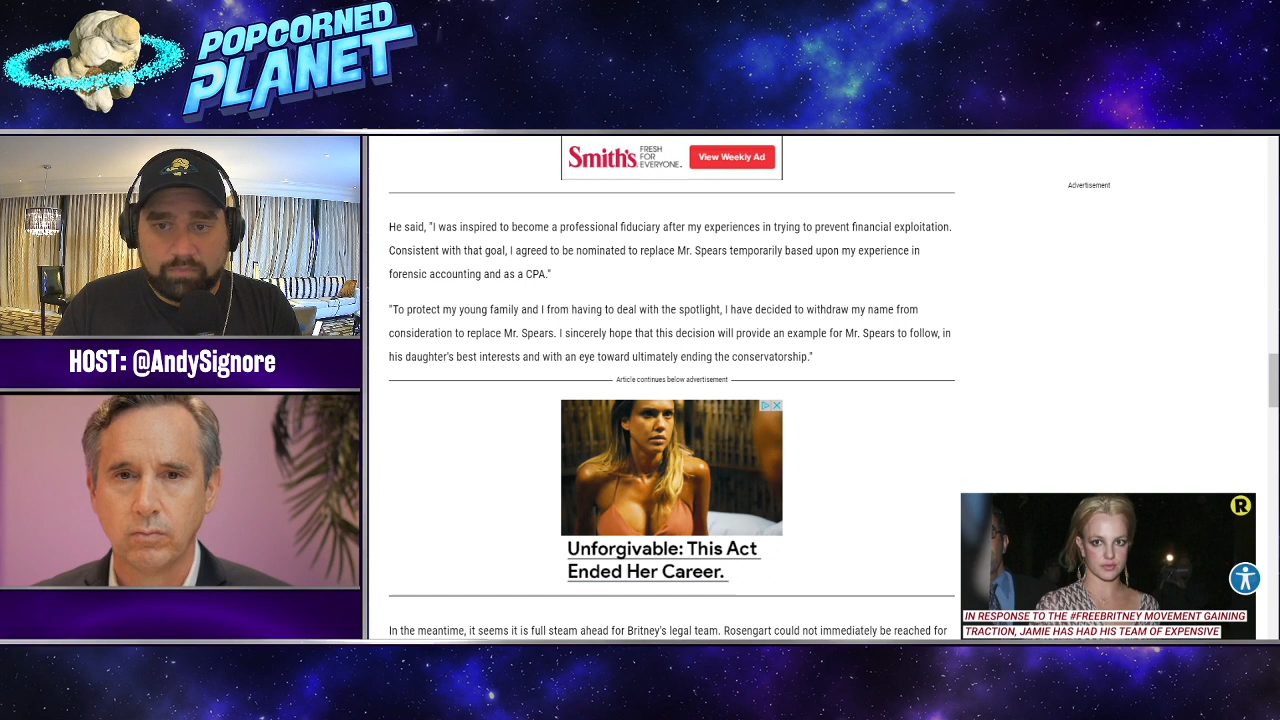 POPCORNED
PLANET
HOST: @AndySignore
Smith's
FRESH
FOR
EVERYONE.
View Weekly Ad
Advertisement
He said, "I was inspired to become a professional fiduciary after my experiences in trying to prevent financial exploitation.
Consistent with that goal, I agreed to be nominated to replace Mr. Spears temporarily based upon my experience in
forensic accounting and as a CPA."
"To protect my young family and I from having to deal with the spotlight, I have decided to withdraw my name from
consideration to replace Mr. Spears. I sincerely hope that this decision will provide an example for Mr. Spears to follow, in
his daughter's best interests and with an eye toward ultimately ending the conservatorship."
Article continues below advertisement
Unforgivable: This Act
Ended Her Career.
R
IN RESPONSE TO THE #FREEBRITNEY MOVEMENT GAINING
TRACTION, JAMIE HAS HAD HIS TEAM OF EXPENSIVE
In the meantime, it seems it is full steam ahead for Britney's legal team. Rosengart could not immediately be reached for